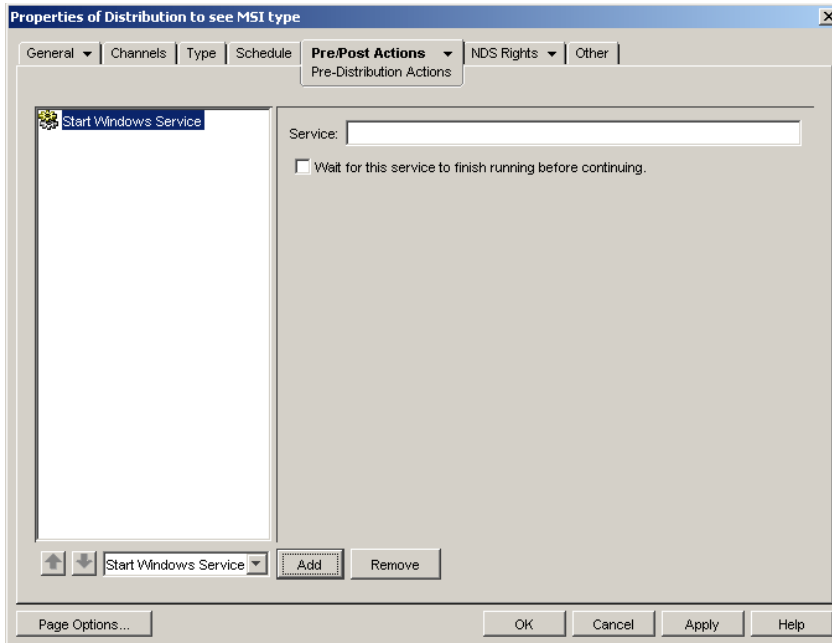 Properties of Distribution to see MSI type
General Channels Type Schedule Pre/Post Actions NDS Rights Other
Pre-Distribution Actions
Start Windows Service
Service:
Wait for this service to finish running before continuing.
Start Windows Service Add Remove
Page Options... OK Cancel Apply Help